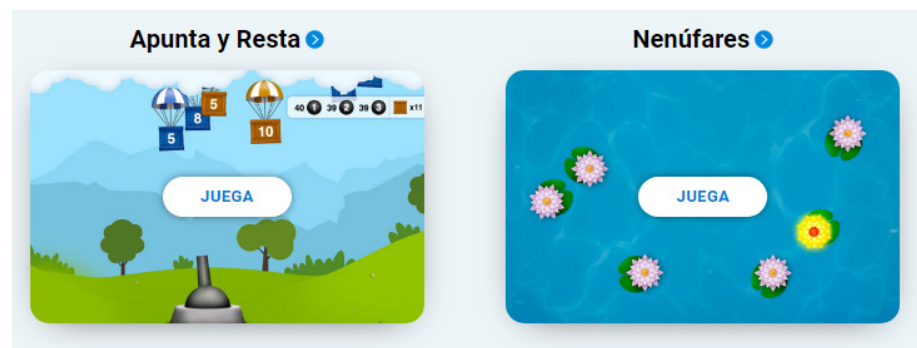 Apunta y Resta
Nenúfares
5
8
5
10
40 1 39 2 39 3 x11
JUEGA
JUEGA